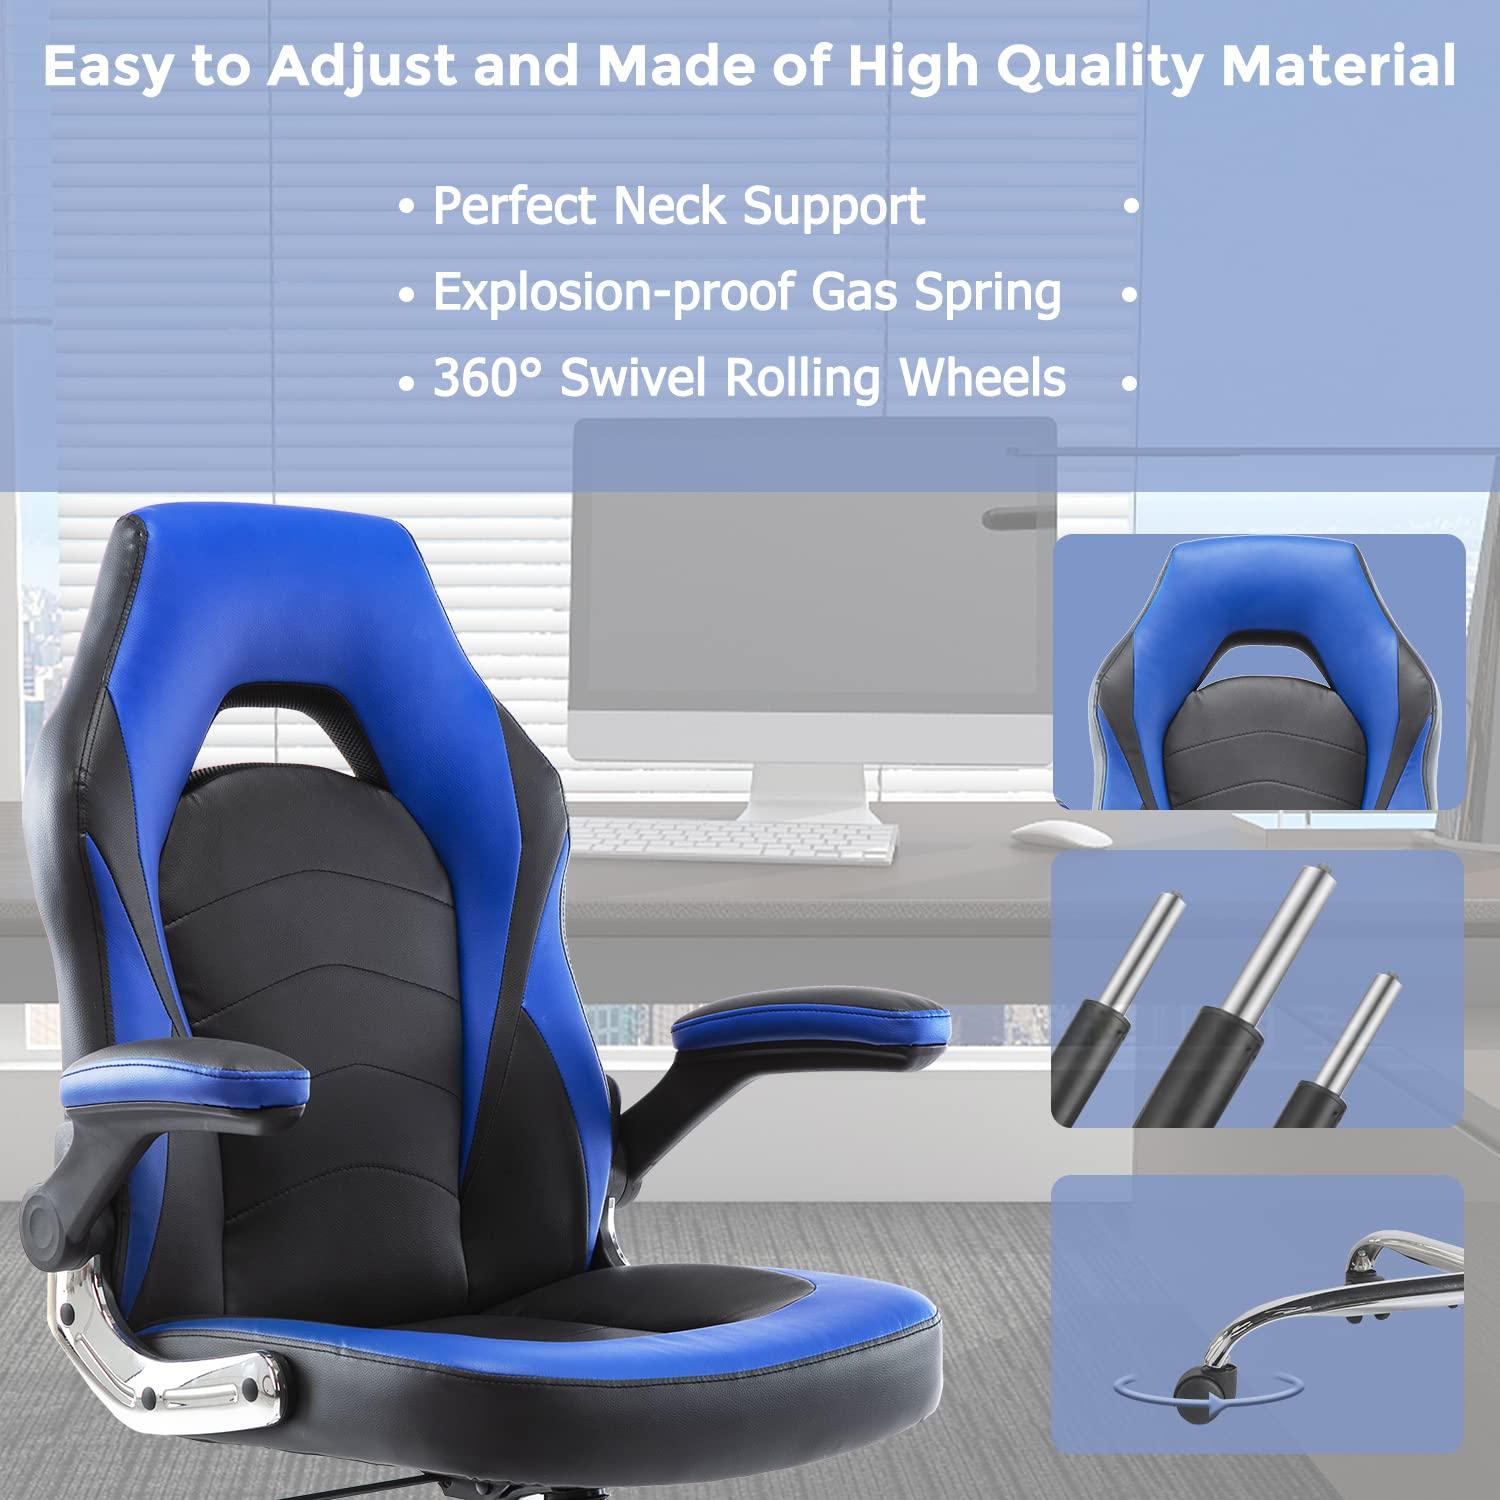 Easy to Adjust and Made of High Quality Material
• Perfect Neck Support •
• Explosion-proof Gas Spring •
• 360° Swivel Rolling Wheels •